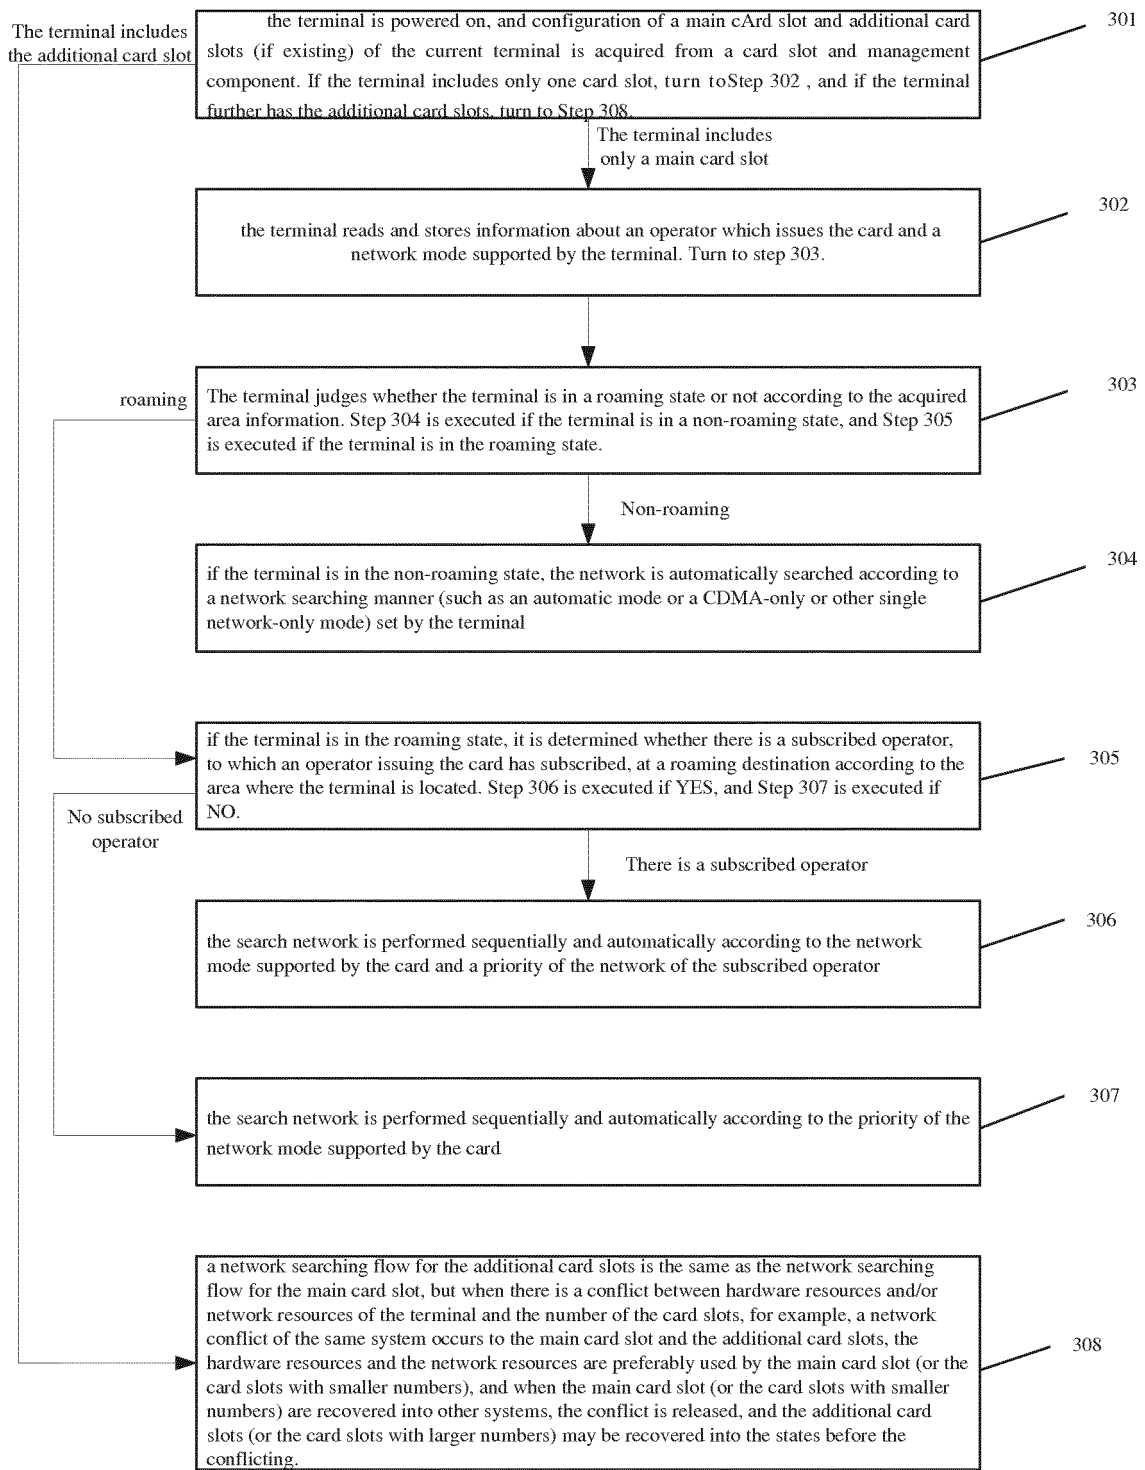 The terminal includes
the additional card slot
the terminal is powered on, and configuration of a main cArd slot and additional card
slots (if existing) of the current terminal is acquired from a card slot and management
component. If the terminal includes only one card slot, turn toStep 302 , and if the terminal
further has the additional card slots, turn to Step 308.
301
The terminal includes
only a main card slot
the terminal reads and stores information about an operator which issues the card and a
network mode supported by the terminal. Turn to step 303.
302
roaming
The terminal judges whether the terminal is in a roaming state or not according to the acquired
area information. Step 304 is executed if the terminal is in a non-roaming state, and Step 305
is executed if the terminal is in the roaming state.
303
Non-roaming
if the terminal is in the non-roaming state, the network is automatically searched according to
a network searching manner (such as an automatic mode or a CDMA-only or other single
network-only mode) set by the terminal
304
if the terminal is in the roaming state, it is determined whether there is a subscribed operator,
to which an operator issuing the card has subscribed, at a roaming destination according to the
area where the terminal is located. Step 306 is executed if YES, and Step 307 is executed if
NO.
305
No subscribed
operator
There is a subscribed operator
the search network is performed sequentially and automatically according to the network
mode supported by the card and a priority of the network of the subscribed operator
306
the search network is performed sequentially and automatically according to the priority of the
network mode supported by the card
307
a network searching flow for the additional card slots is the same as the network searching
flow for the main card slot, but when there is a conflict between hardware resources and/or
network resources of the terminal and the number of the card slots, for example, a network
conflict of the same system occurs to the main card slot and the additional card slots, the
hardware resources and the network resources are preferably used by the main card slot (or the
card slots with smaller numbers), and when the main card slot (or the card slots with smaller
numbers) are recovered into other systems, the conflict is released, and the additional card
slots (or the card slots with larger numbers) may be recovered into the states before the
conflicting.
308